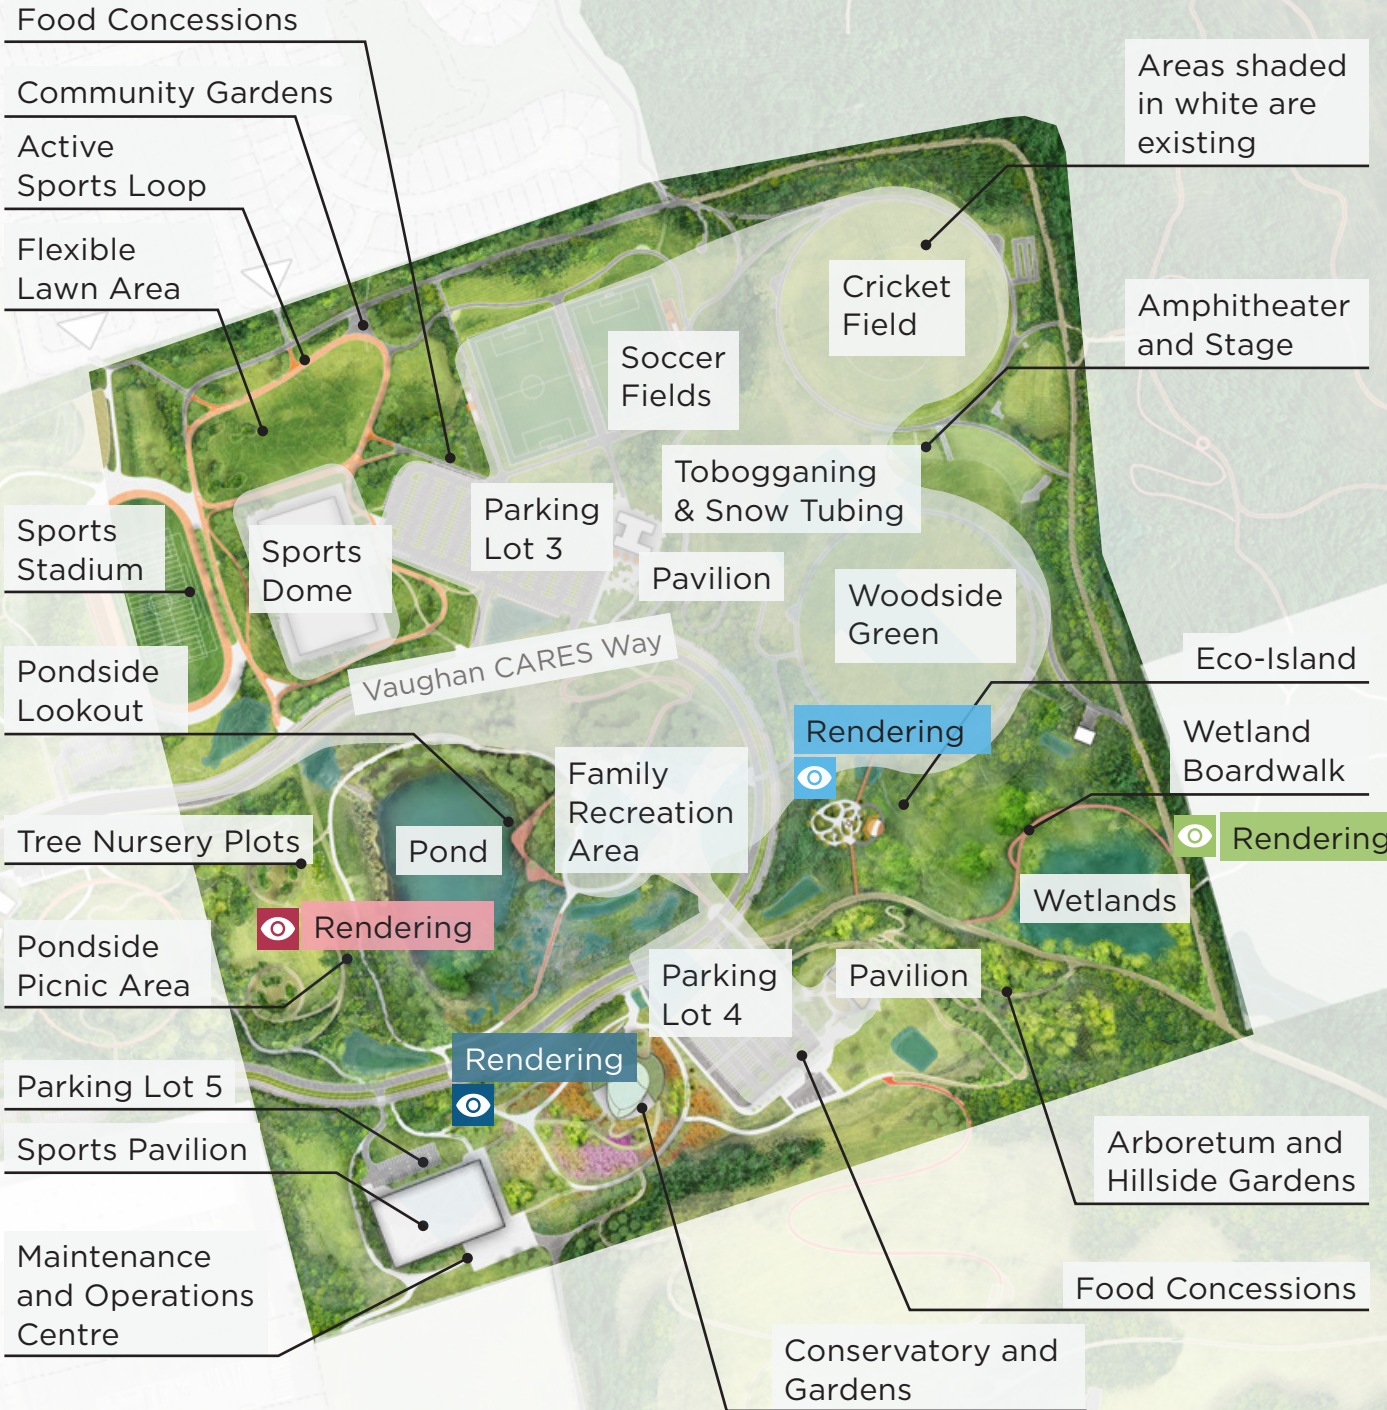 Food Concessions
Community Gardens
Active
Sports Loop
Flexible
Lawn Area
Areas shaded
in white are
existing
Cricket
Field
Amphitheater
and Stage
Soccer
Fields
Tobogganing
& Snow Tubing
Parking
Lot 3
Sports
Stadium
Sports
Dome
Pavilion
Woodside
Green
Vaughan CARES Way
Pondside
Lookout
Eco-Island
Rendering
Wetland
Boardwalk
Family
Recreation
Area
Tree Nursery Plots
Pond
Rendering
Wetlands
Rendering
Pondside
Picnic Area
Parking
Lot 4
Pavilion
Rendering
Parking Lot 5
Sports Pavilion
Arboretum and
Hillside Gardens
Maintenance
and Operations
Centre
Food Concessions
Conservatory and
Gardens